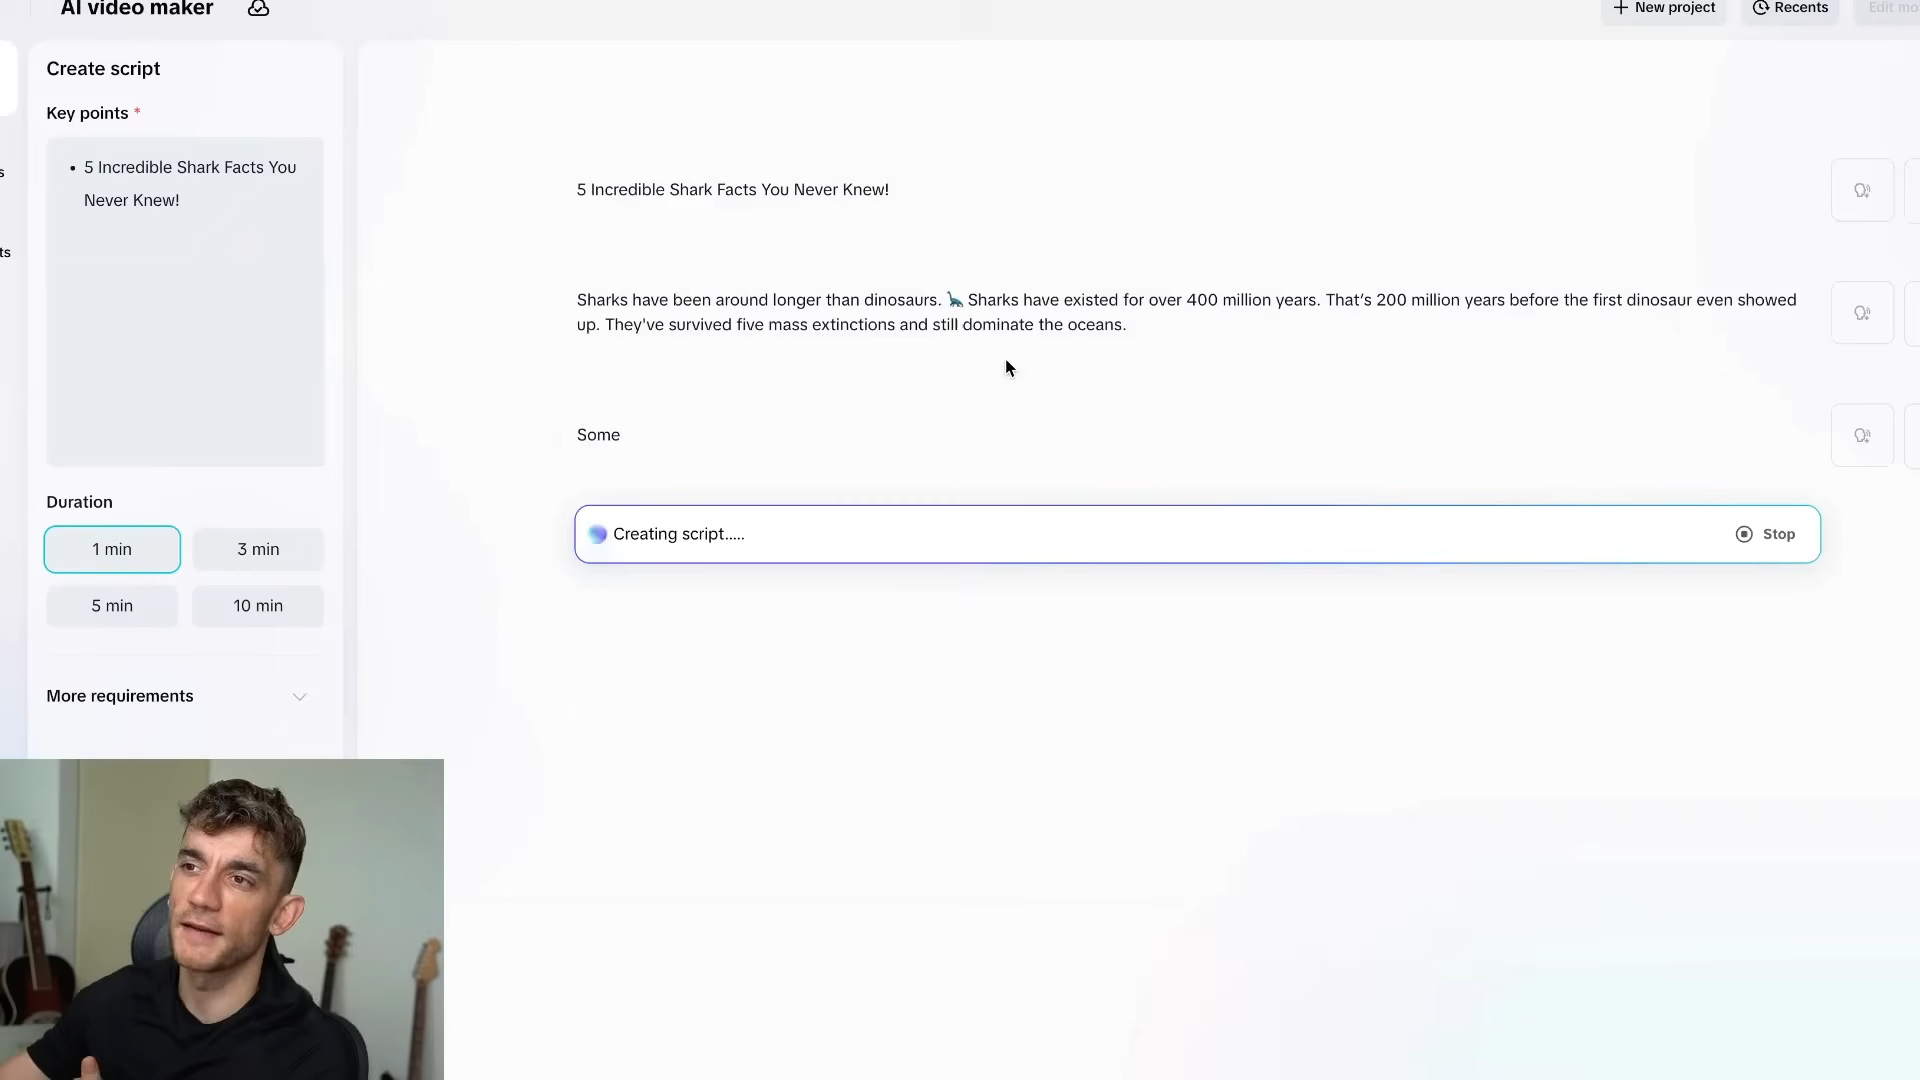 AI video maker
New project
Recents
Edit mo
Create script
Key points *
• 5 Incredible Shark Facts You
Never Knew!
s
ts
Duration
1 min
3 min
5 min
10 min
More requirements
5 Incredible Shark Facts You Never Knew!
Sharks have been around longer than dinosaurs. 🦕 Sharks have existed for over 400 million years. That’s 200 million years before the first dinosaur even showed
up. They've survived five mass extinctions and still dominate the oceans.
Some
Creating script.....
Stop